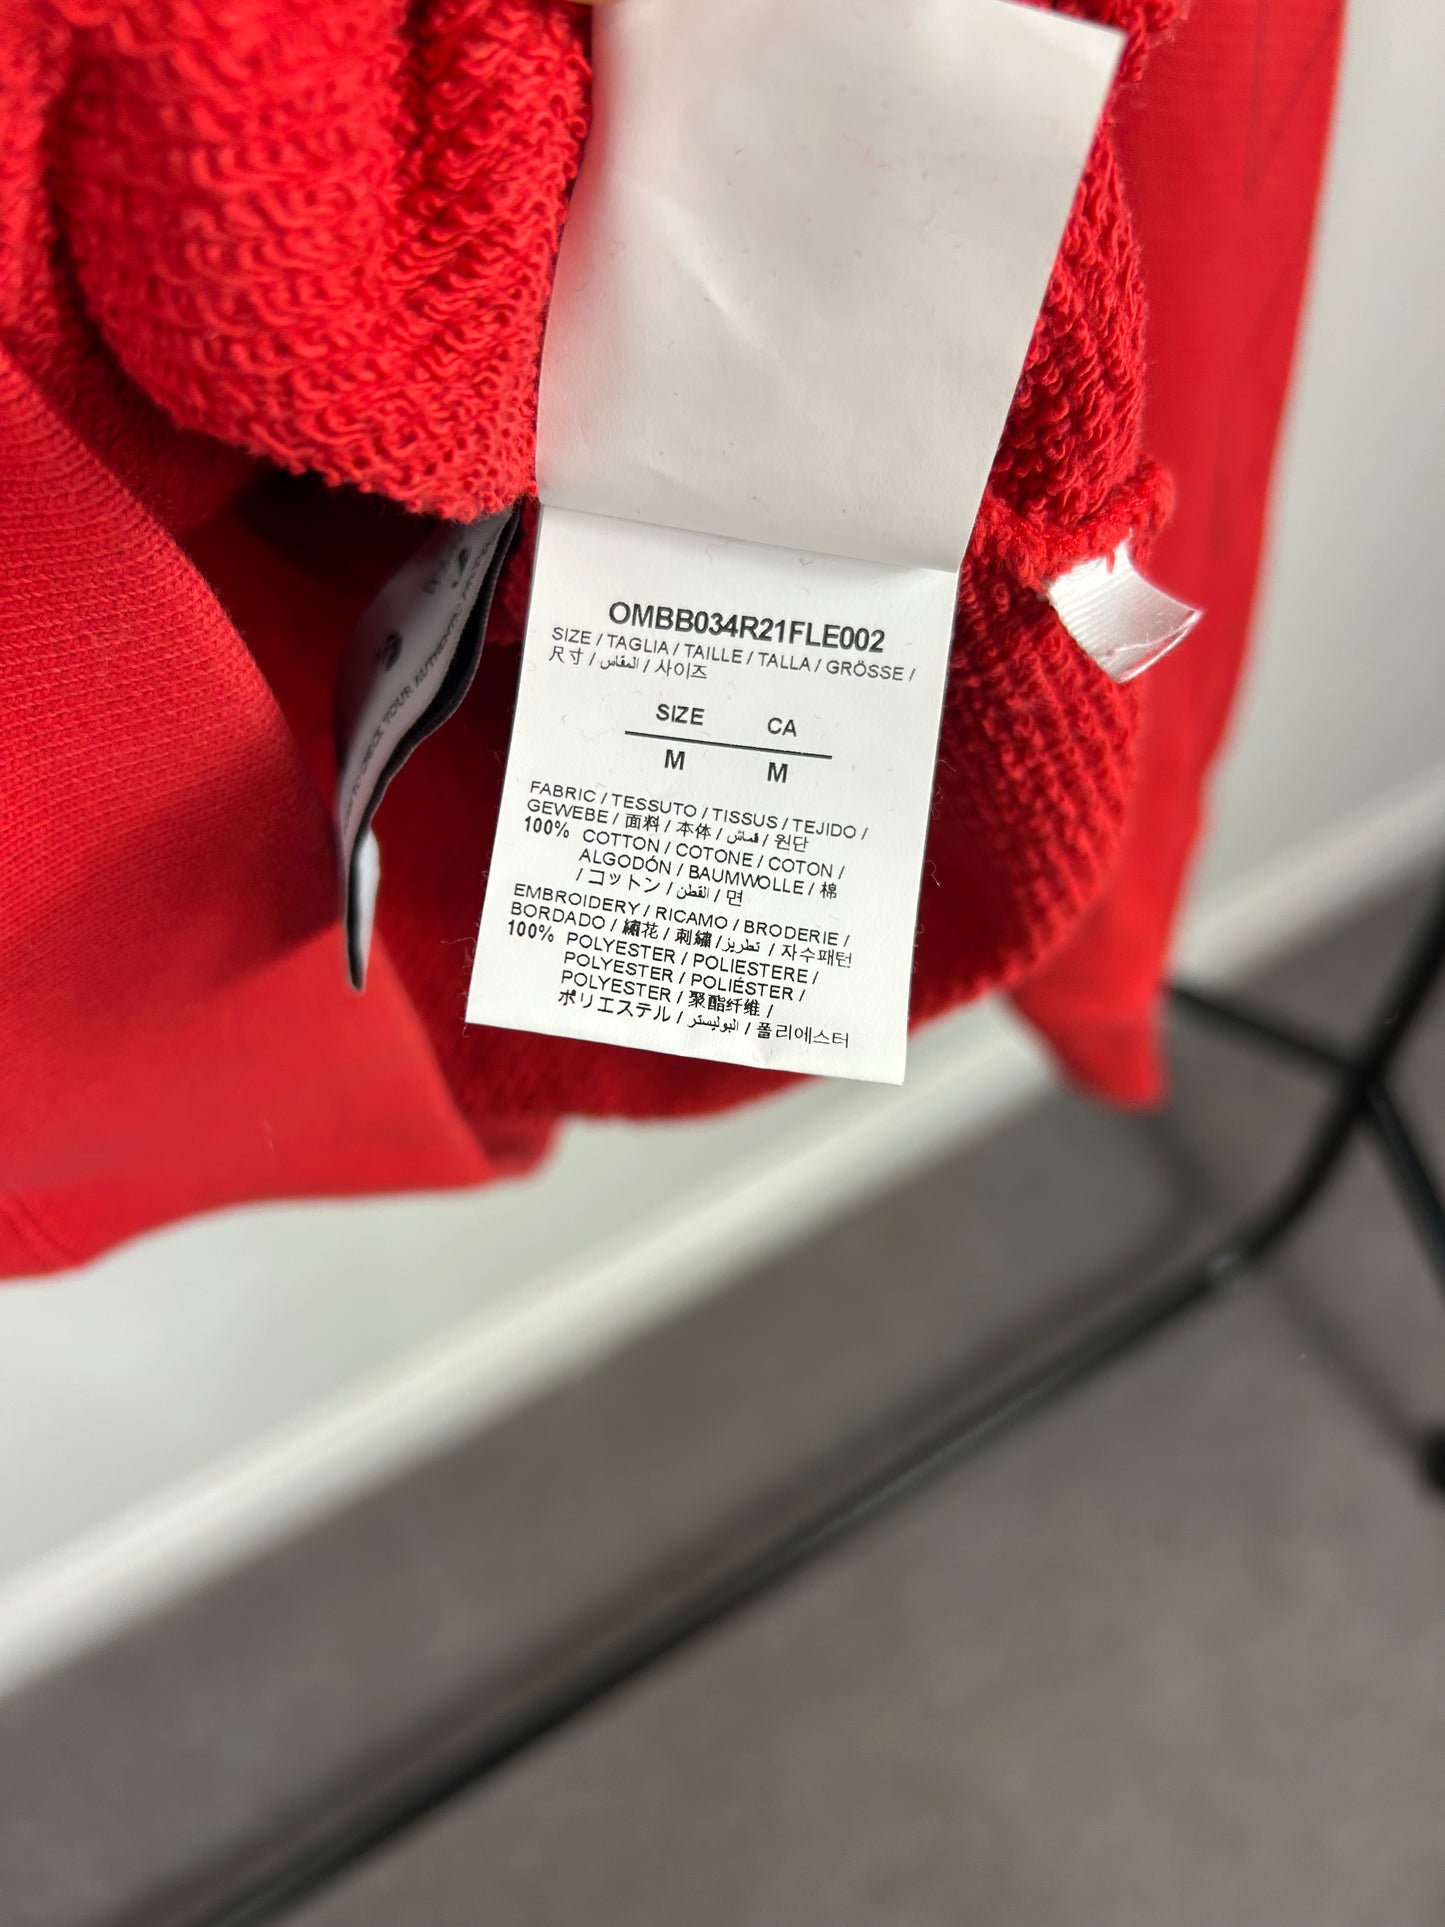 OMBB034R21FLE002
SIZE / TAGLIA / TAILLE / TALLA / GRÖSSE /
尺寸 / المقاس / 사이즈
SIZE CA
M M
FABRIC / TESSUTO / TISSUS / TEJIDO /
GEWEBE / 面料 / 本体 / قماش / 원단
100% COTTON / COTONE / COTON /
ALGODÓN / BAUMWOLLE / 棉
/ コットン / القطن / 면
EMBROIDERY / RICAMO / BRODERIE /
BORDADO / 繡花 / 刺繍 / تطريز / 자수패턴
100% POLYESTER / POLIESTERE /
POLYESTER / POLIÉSTER /
POLYESTER / 聚酯纤维 /
ポリエステル / البوليستر / 폴리에스터